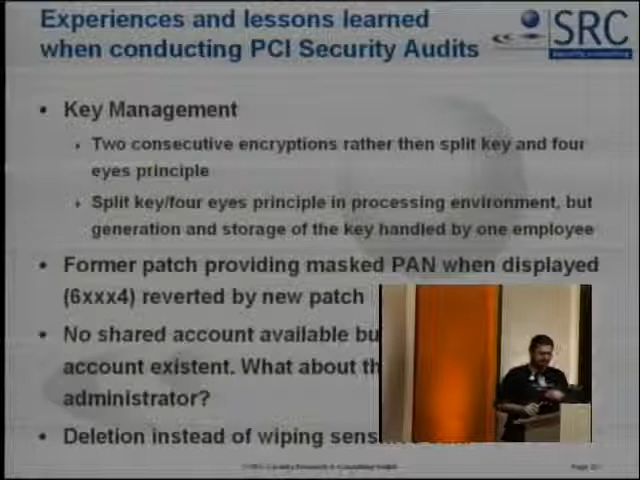 Experiences and lessons learned
when conducting PCI Security Audits
SRC
• Key Management
Two consecutive encryptions rather then split key and four
eyes principle
Split key/four eyes principle in processing environment, but
generation and storage of the key handled by one employee
• Former patch providing masked PAN when displayed
(6xxx4) reverted by new patch
• No shared account available bu
account existent. What about th
administrator?
• Deletion instead of wiping